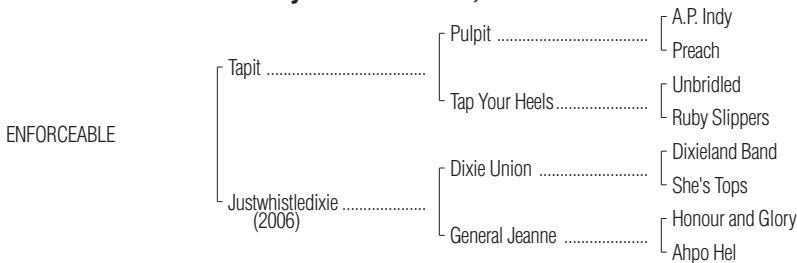 A.P. Indy
Pulpit ........................................
Preach
Tapit ..........................................
Unbridled
Tap Your Heels........................
Ruby Slippers
ENFORCEABLE
Dixieland Band
Dixie Union ............................
She's Tops
Justwhistledixie .....................
(2006)
Honour and Glory
General Jeanne ......................
Ahpo Hel